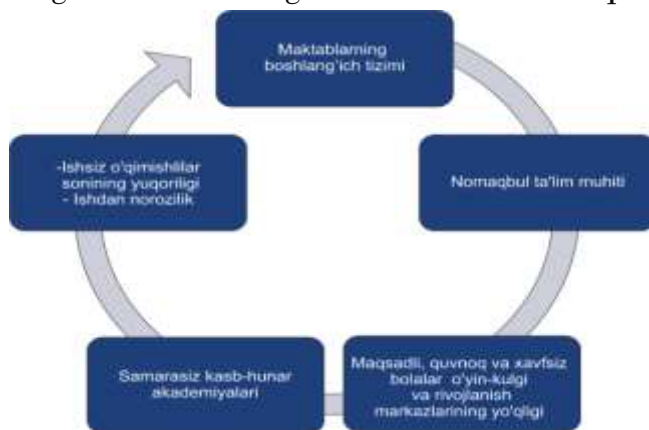 Maktablarning
boshlang'ich tizimi
Nomaqbul ta'lim muhiti
Maqsadli, quvnoq va xavfsiz
bolalar o'yin-kulgi
va rivojlanish
markazlarining yo'qligi
Samarasiz kasb-hunar
akademiyalari
-Ishsiz o'qimishlilar
sonining yuqoriligi
- Ishdan norozilik